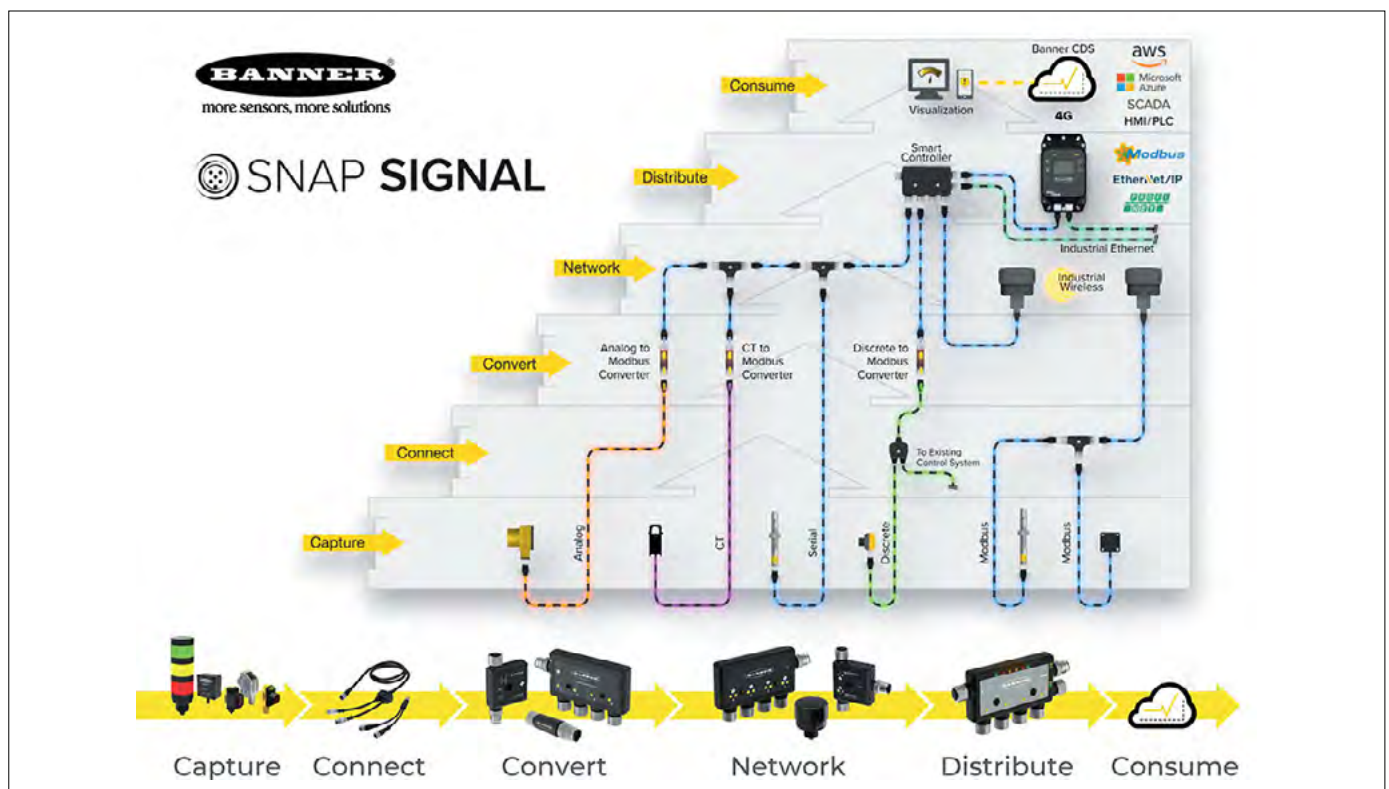 BANNER
more sensors, more solutions
SNAP SIGNAL
Consume
Visualization
Banner CDS
4G
aws
Microsoft
Azure
SCADA
HMI/PLC
Distribute
Smart
Controller
Modbus
EtherNet/IP
PROFI
NET
Industrial Ethernet
Network
Industrial
Wireless
Convert
Analog to
Modbus
Converter
CT to
Modbus
Converter
Discrete to
Modbus
Converter
Connect
To Existing
Control System
Capture
Analog
CT
Serial
Discrete
Modbus
Modbus
Capture
Connect
Convert
Network
Distribute
Consume